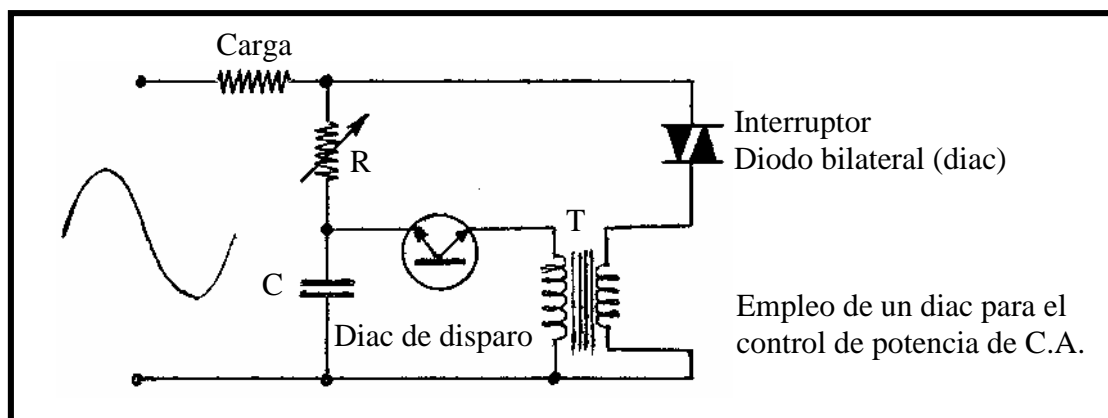 Carga
Interruptor
Diodo bilateral (diac)
R
T
C
Diac de disparo
Empleo de un diac para el
control de potencia de C.A.